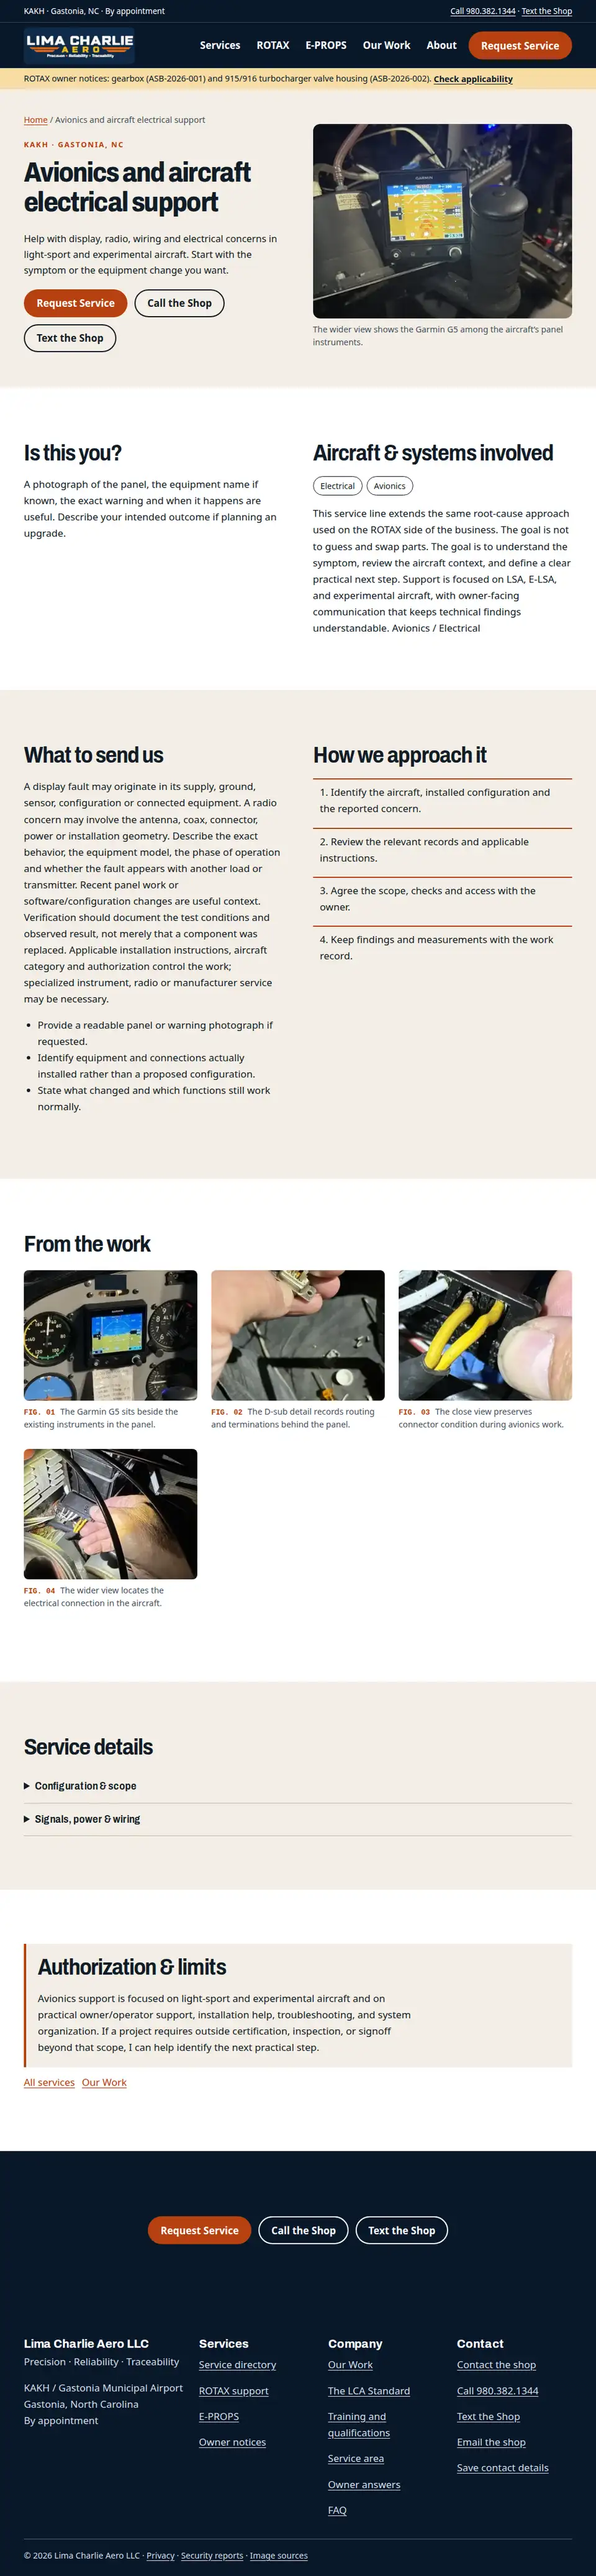 KAKH · Gastonia, NC · By appointment
Call 980.382.1344 · Text the Shop
LIMA CHARLIE
AERO
Precision · Reliability · Traceability
Services
ROTAX
E-PROPS
Our Work
About
Request Service
ROTAX owner notices: gearbox (ASB-2026-001) and 915/916 turbocharger valve housing (ASB-2026-002). Check applicability
Home / Avionics and aircraft electrical support
KAKH · GASTONIA, NC
Avionics and aircraft
electrical support
Help with display, radio, wiring and electrical concerns in
light-sport and experimental aircraft. Start with the
symptom or the equipment change you want.
Request Service
Call the Shop
Text the Shop
The wider view shows the Garmin G5 among the aircraft's panel
instruments.
Is this you?
A photograph of the panel, the equipment name if
known, the exact warning and when it happens are
useful. Describe your intended outcome if planning an
upgrade.
Aircraft & systems involved
Electrical
Avionics
This service line extends the same root-cause approach
used on the ROTAX side of the business. The goal is not
to guess and swap parts. The goal is to understand the
symptom, review the aircraft context, and define a clear
practical next step. Support is focused on LSA, E-LSA,
and experimental aircraft, with owner-facing
communication that keeps technical findings
understandable. Avionics / Electrical
What to send us
A display fault may originate in its supply, ground,
sensor, configuration or connected equipment. A radio
concern may involve the antenna, coax, connector,
power or installation geometry. Describe the exact
behavior, the equipment model, the phase of operation
and whether the fault appears with another load or
transmitter. Recent panel work or
software/configuration changes are useful context.
Verification should document the test conditions and
observed result, not merely that a component was
replaced. Applicable installation instructions, aircraft
category and authorization control the work;
specialized instrument, radio or manufacturer service
may be necessary.
• Provide a readable panel or warning photograph if
requested.
• Identify equipment and connections actually
installed rather than a proposed configuration.
• State what changed and which functions still work
normally.
How we approach it
1. Identify the aircraft, installed configuration and
the reported concern.
2. Review the relevant records and applicable
instructions.
3. Agree the scope, checks and access with the
owner.
4. Keep findings and measurements with the work
record.
From the work
FIG. 01 The Garmin G5 sits beside the
existing instruments in the panel.
FIG. 02 The D-sub detail records routing
and terminations behind the panel.
FIG. 03 The close view preserves
connector condition during avionics work.
FIG. 04 The wider view locates the
electrical connection in the aircraft.
Service details
Configuration & scope
Signals, power & wiring
Authorization & limits
Avionics support is focused on light-sport and experimental aircraft and on
practical owner/operator support, installation help, troubleshooting, and system
organization. If a project requires outside certification, inspection, or signoff
beyond that scope, I can help identify the next practical step.
All services
Our Work
Request Service
Call the Shop
Text the Shop
Lima Charlie Aero LLC
Precision · Reliability · Traceability
KAKH / Gastonia Municipal Airport
Gastonia, North Carolina
By appointment
Services
Service directory
ROTAX support
E-PROPS
Owner notices
Company
Our Work
The LCA Standard
Training and
qualifications
Service area
Owner answers
FAQ
Contact
Contact the shop
Call 980.382.1344
Text the Shop
Email the shop
Save contact details
© 2026 Lima Charlie Aero LLC · Privacy · Security reports · Image sources